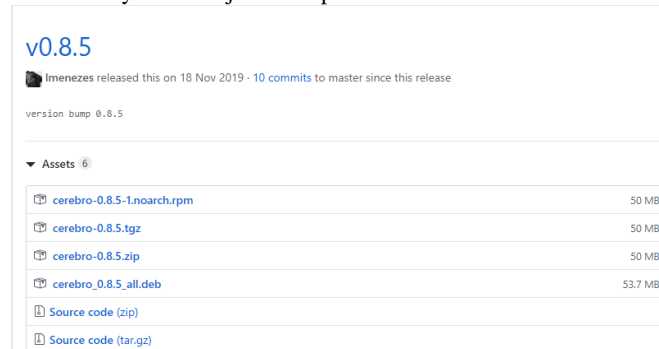 v0.8.5
lmenezes released this on 18 Nov 2019 · 10 commits to master since this release
version bump 0.8.5
Assets 6
cerebro-0.8.5-1.noarch.rpm 50 MB
cerebro-0.8.5.tgz 50 MB
cerebro-0.8.5.zip 50 MB
cerebro_0.8.5_all.deb 53.7 MB
Source code (zip)
Source code (tar.gz)